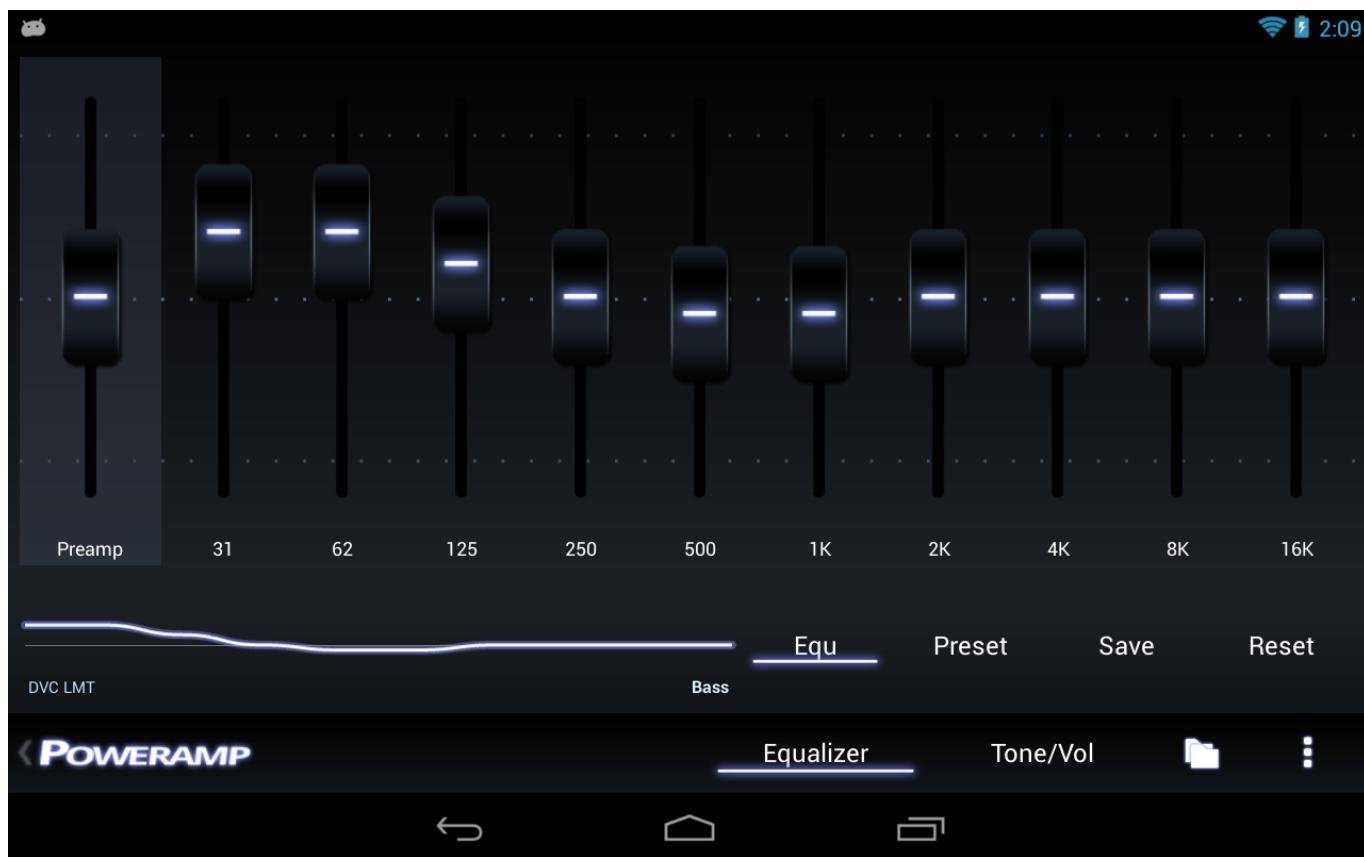 2:09
Preamp 31 62 125 250 500 1K 2K 4K 8K 16K
Equ Preset Save Reset
DVC LMT Bass
POWERAMP Equalizer Tone/Vol